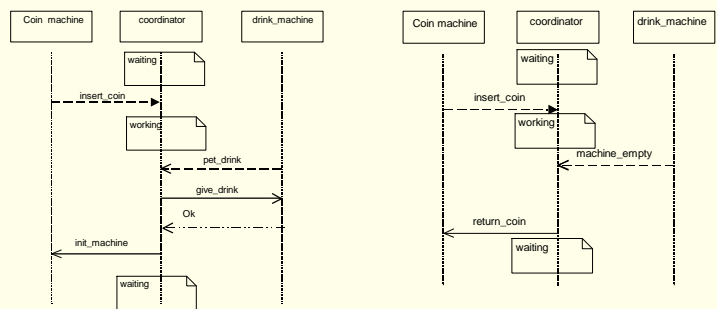 Coin machine
coordinator
drink_machine
waiting
insert_coin
working
pet_drink
give_drink
Ok
init_machine
waiting
Coin machine
coordinator
drink_machine
waiting
insert_coin
working
machine_empty
return_coin
waiting